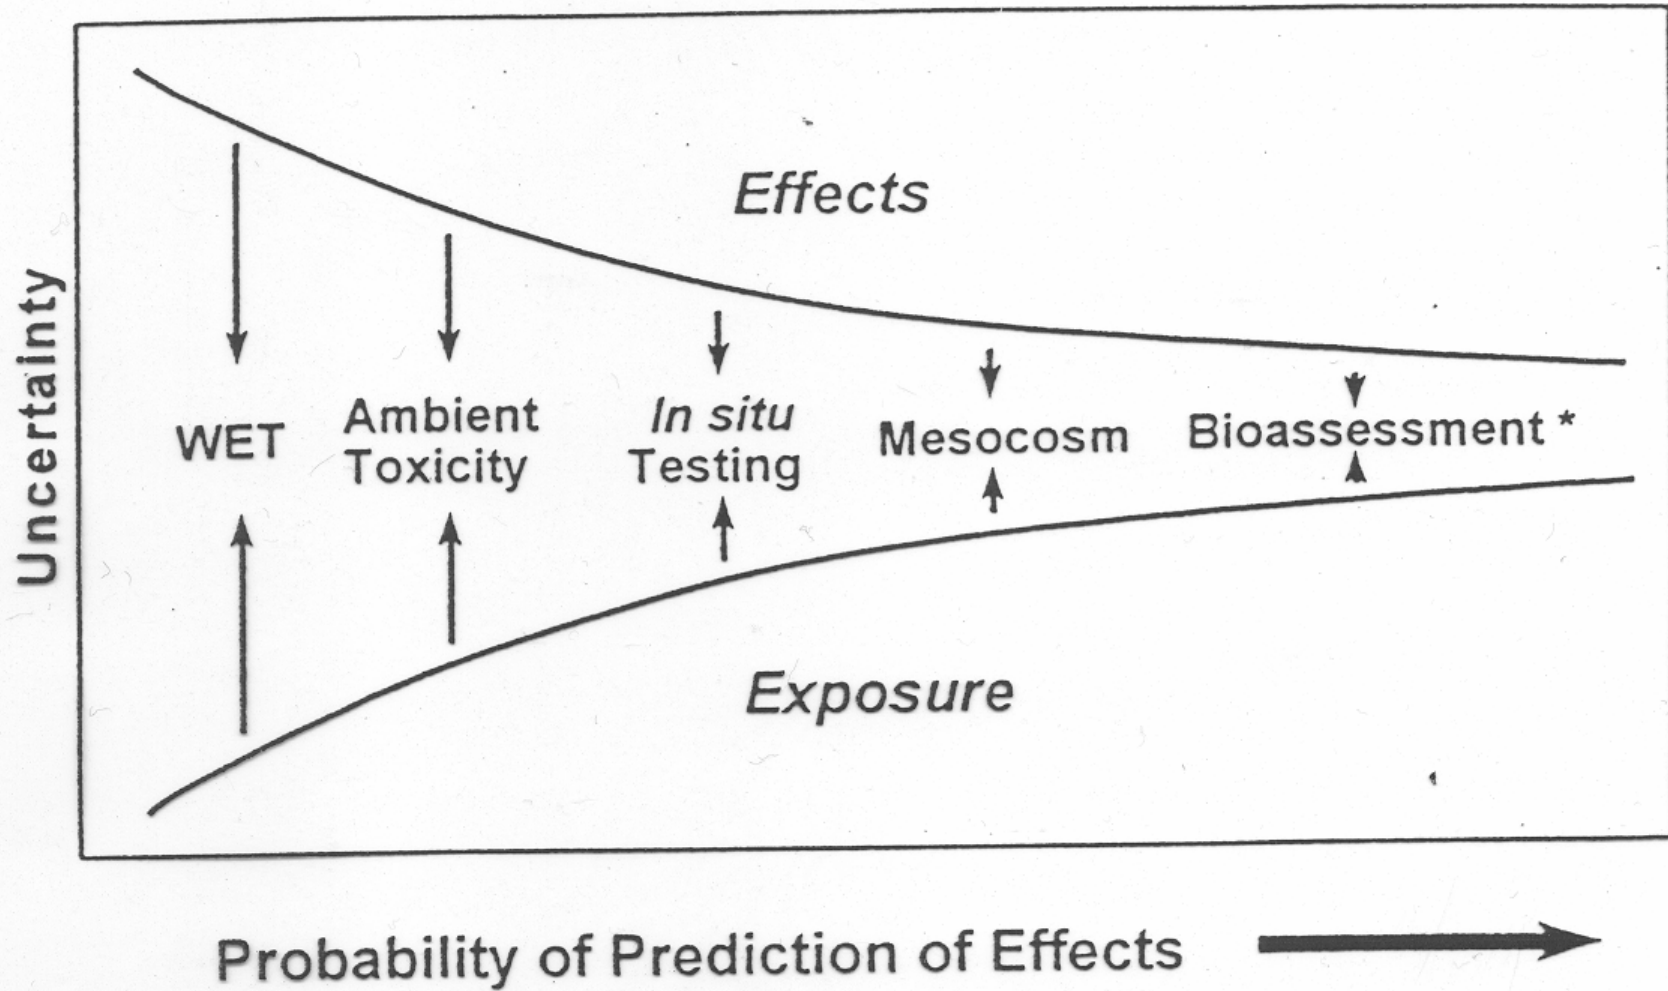 Uncertainty
Effects
WET
Ambient
Toxicity
In situ
Testing
Mesocosm
Bioassessment *
Exposure
Probability of Prediction of Effects